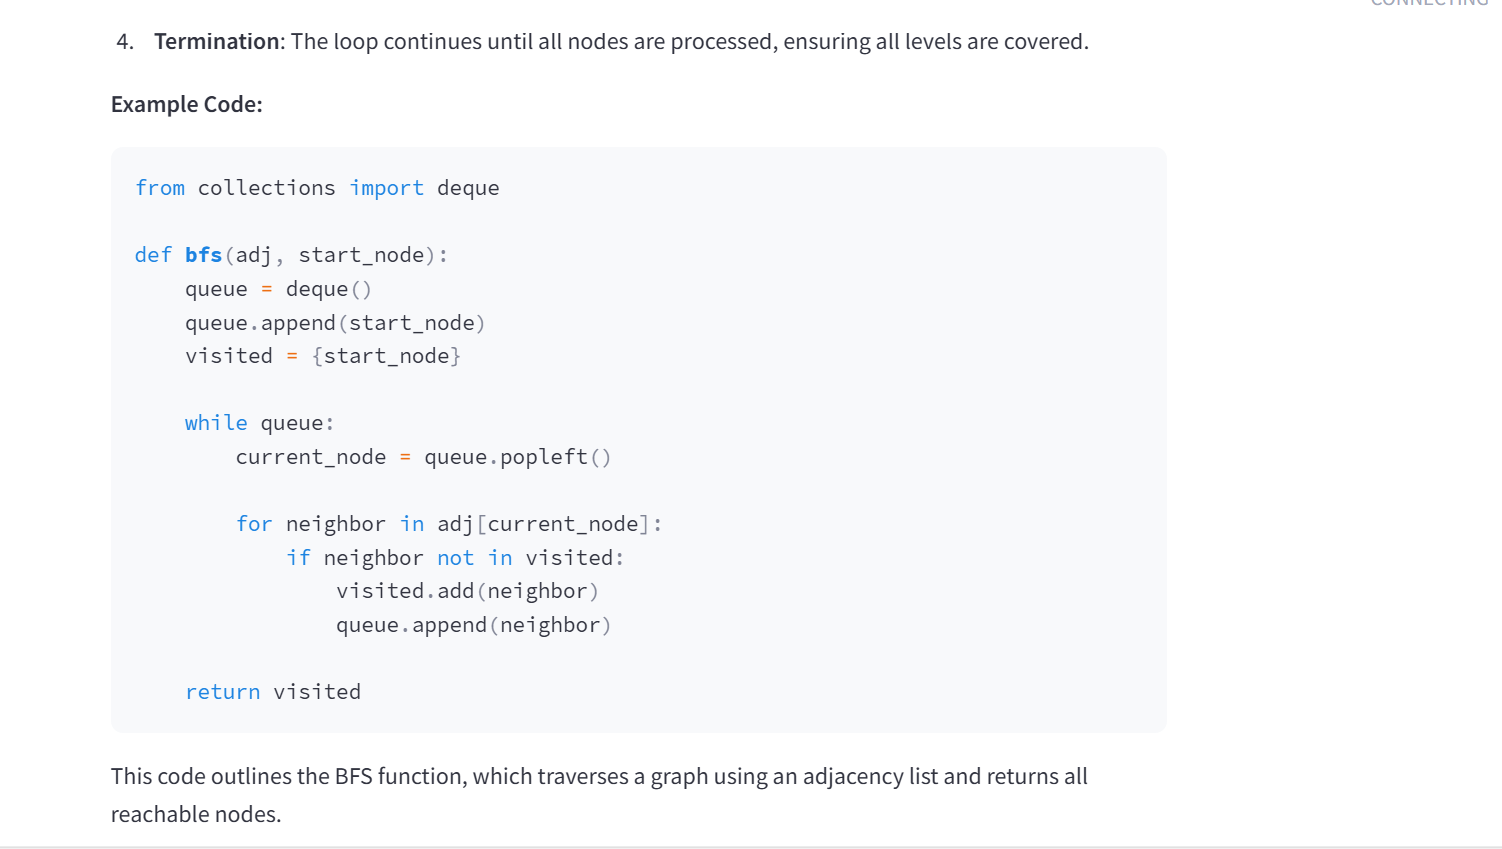 CONNECTING
4. Termination: The loop continues until all nodes are processed, ensuring all levels are covered.
Example Code:
from collections import deque
def bfs(adj, start_node):
    queue = deque()
    queue.append(start_node)
    visited = {start_node}
    while queue:
        current_node = queue.popleft()
        for neighbor in adj[current_node]:
            if neighbor not in visited:
                visited.add(neighbor)
                queue.append(neighbor)
    return visited
This code outlines the BFS function, which traverses a graph using an adjacency list and returns all
reachable nodes.